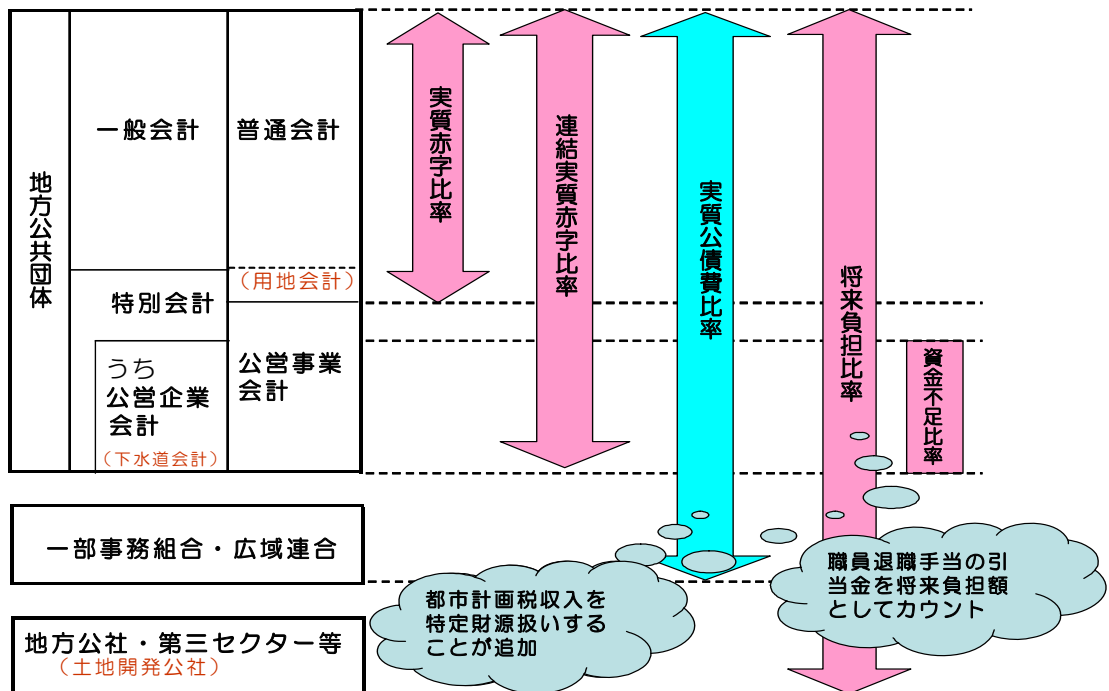 地方公共団体
一般会計
普通会計
（用地会計）
特別会計
うち
公営企業
会計
（下水道会計）
公営事業
会計
実質赤字比率
連結実質赤字比率
実質公債費比率
将来負担比率
資金不足比率
一部事務組合・広域連合
地方公社・第三セクター等
（土地開発公社）
都市計画税収入を
特定財源扱いする
ことが追加
職員退職手当の引
当金を将来負担額
としてカウント